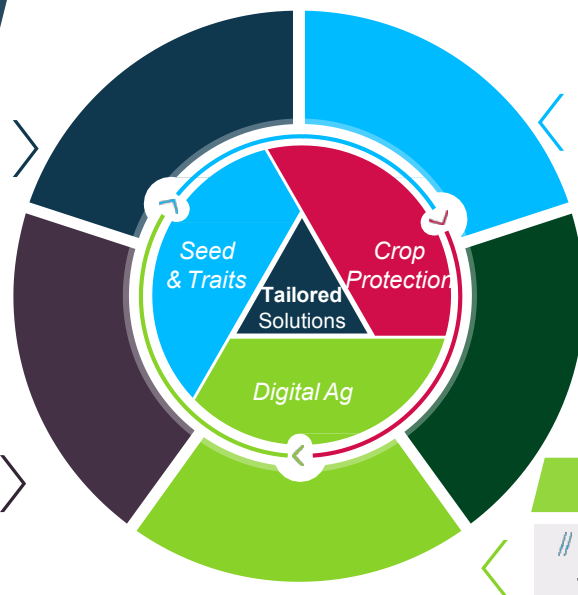 Seed
& Traits
Crop
Protection
Tailored
Solutions
Digital Ag
//